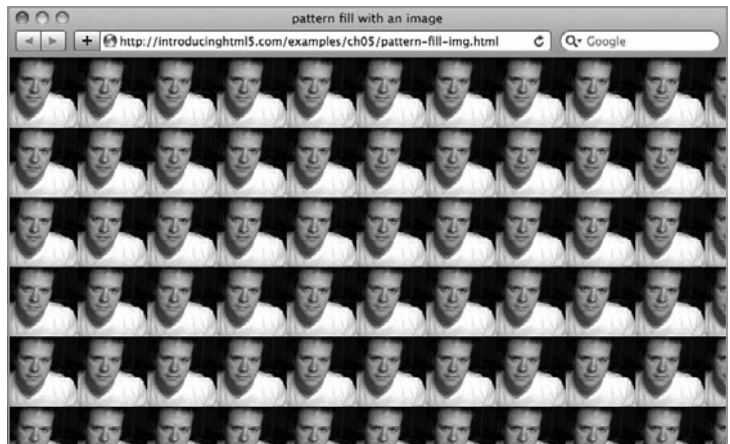 pattern fill with an image
http://introducinghtml5.com/examples/ch05/pattern-fill-img.html
Google